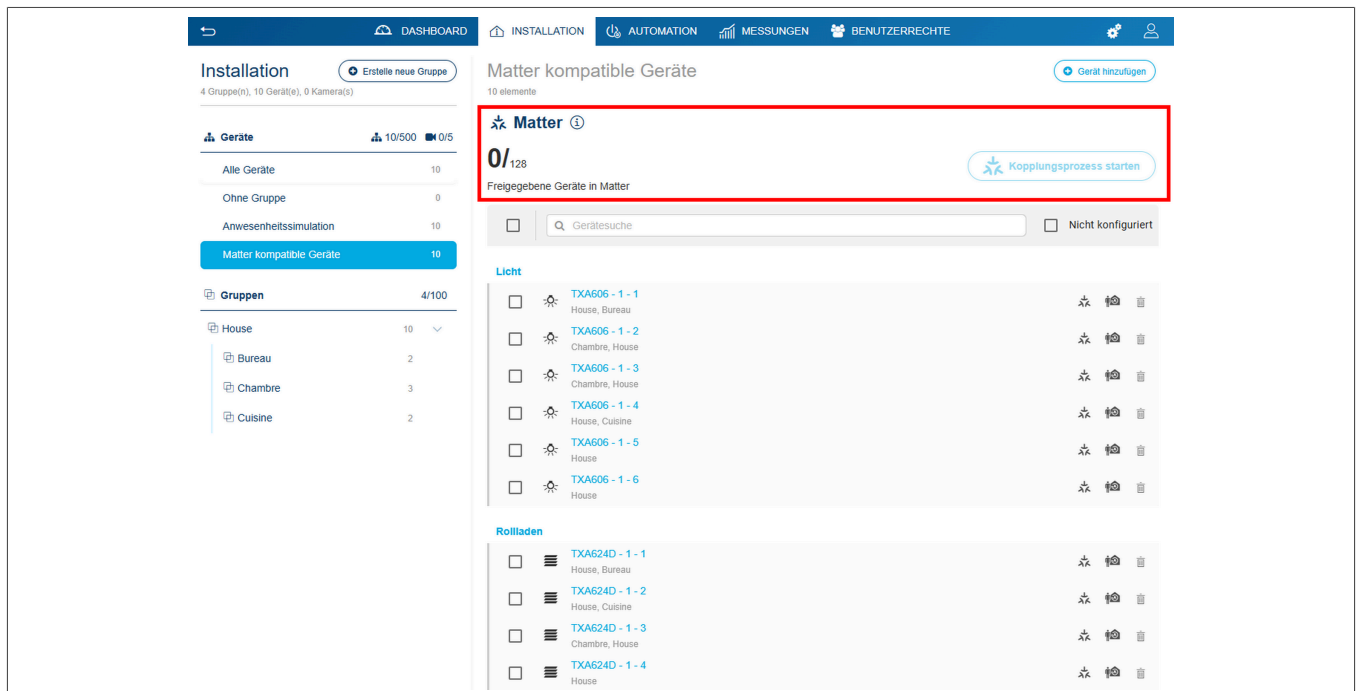 DASHBOARD INSTALLATION AUTOMATION MESSUNGEN BENUTZERRECHTE
Installation
Erstelle neue Gruppe
4 Gruppe(n), 10 Gerät(e), 0 Kamera(s)
Geräte 10/500 0/5
Alle Geräte 10
Ohne Gruppe 0
Anwesenheitssimulation 10
Matter kompatible Geräte 10
Gruppen 4/100
House 10
Bureau 2
Chambre 3
Cuisine 2
Matter kompatible Geräte
Gerät hinzufügen
10 elemente
Matter
0/128
Kopplungsprozess starten
Freigegebene Geräte in Matter
Gerätesuche Nicht konfiguriert
Licht
TXA606 - 1 - 1
House, Bureau
TXA606 - 1 - 2
Chambre, House
TXA606 - 1 - 3
Chambre, House
TXA606 - 1 - 4
House, Cuisine
TXA606 - 1 - 5
House
TXA606 - 1 - 6
House
Rollladen
TXA624D - 1 - 1
House, Bureau
TXA624D - 1 - 2
House, Cuisine
TXA624D - 1 - 3
Chambre, House
TXA624D - 1 - 4
House